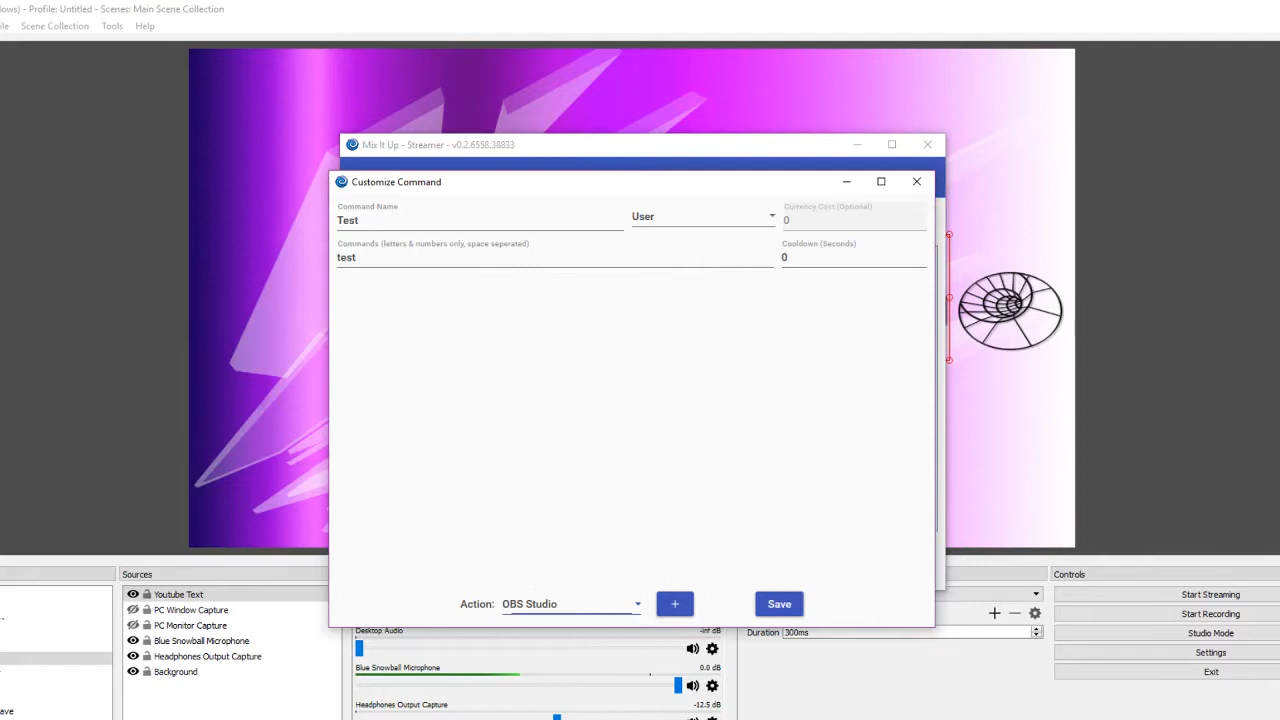 ows) - Profile: Untitled - Scenes: Main Scene Collection
ile Scene Collection Tools Help
Mix It Up - Streamer - v0.2.6558.38833
Customize Command
Command Name
Test
User
Currency Cost (Optional)
0
Commands (letters & numbers only, space seperated)
test
Cooldown (Seconds)
0
Action: OBS Studio
+
Save
Sources
Youtube Text
PC Window Capture
PC Monitor Capture
Blue Snowball Microphone
Headphones Output Capture
Background
ave
Desktop Audio
-inf dB
Blue Snowball Microphone
0.0 dB
Headphones Output Capture
-12.5 dB
Duration 300ms
Controls
Start Streaming
Start Recording
Studio Mode
Settings
Exit